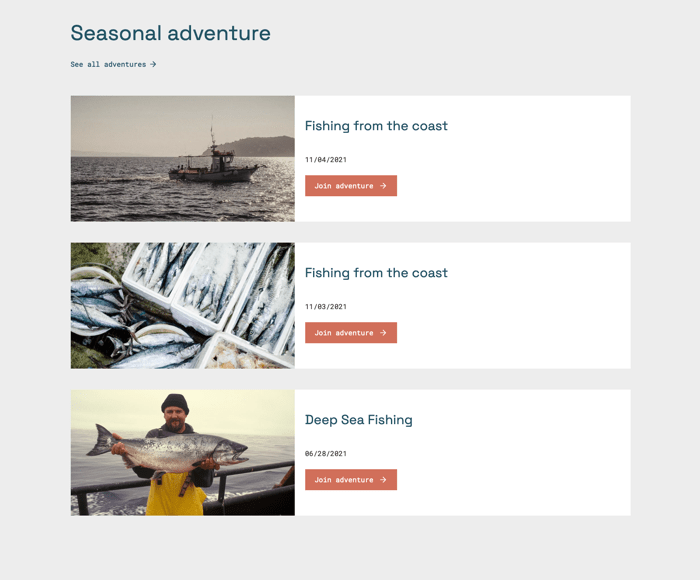 Seasonal adventure
See all adventures →
Fishing from the coast
11/04/2021
Join adventure →
Fishing from the coast
11/03/2021
Join adventure →
Deep Sea Fishing
06/28/2021
Join adventure →